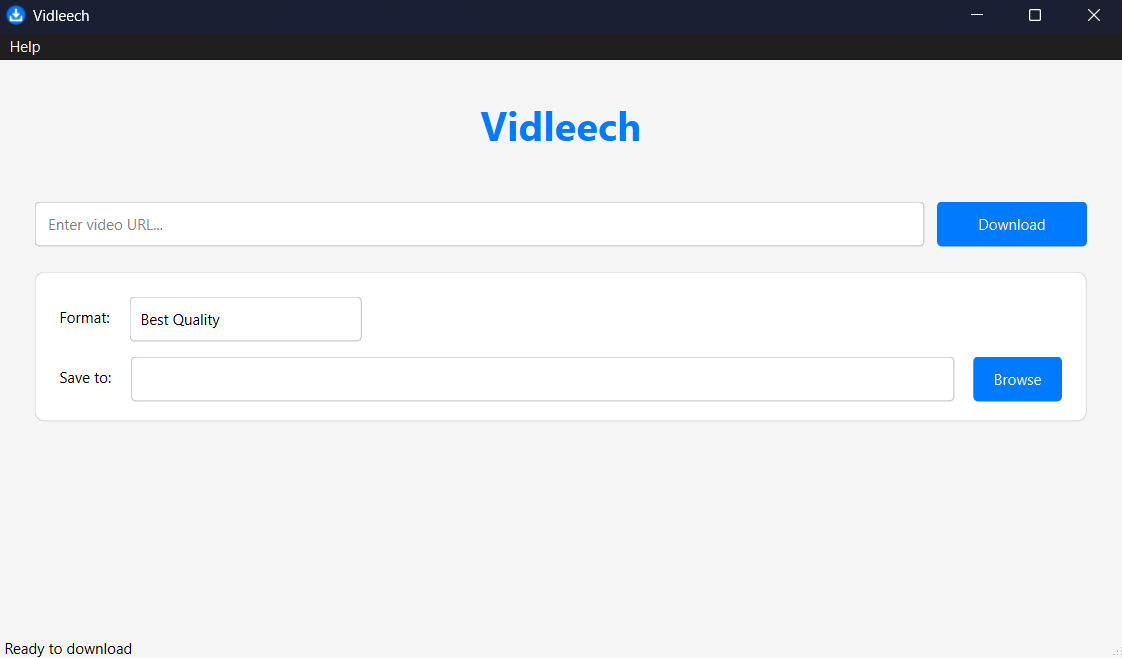 Vidleech
Help
Vidleech
Enter video URL...
Download
Format:
Best Quality
Save to:
Browse
Ready to download